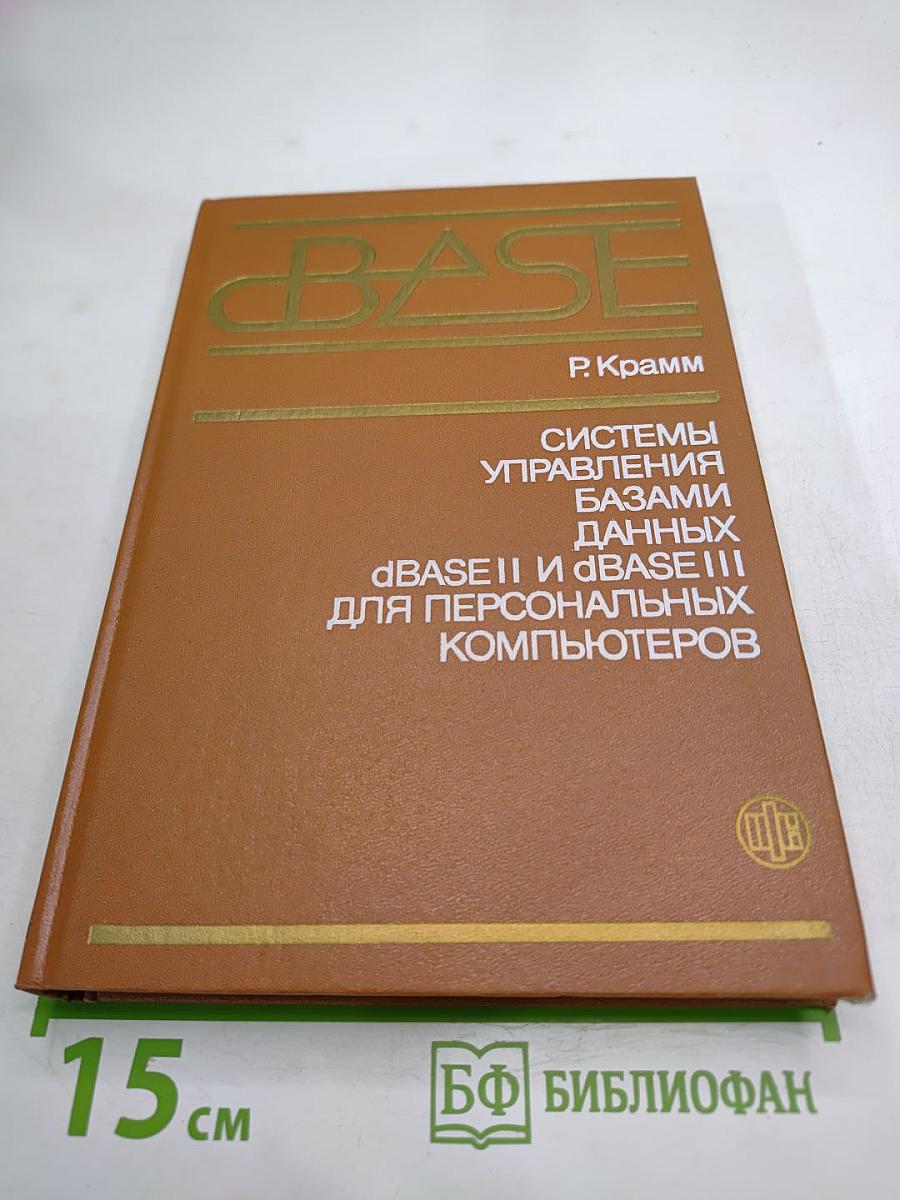 dBASE
Р. Крамм
СИСТЕМЫ
УПРАВЛЕНИЯ
БАЗАМИ
ДАННЫХ
dBASE II И dBASE III
ДЛЯ ПЕРСОНАЛЬНЫХ
КОМПЬЮТЕРОВ
15 см
БФ БИБЛИОФАН